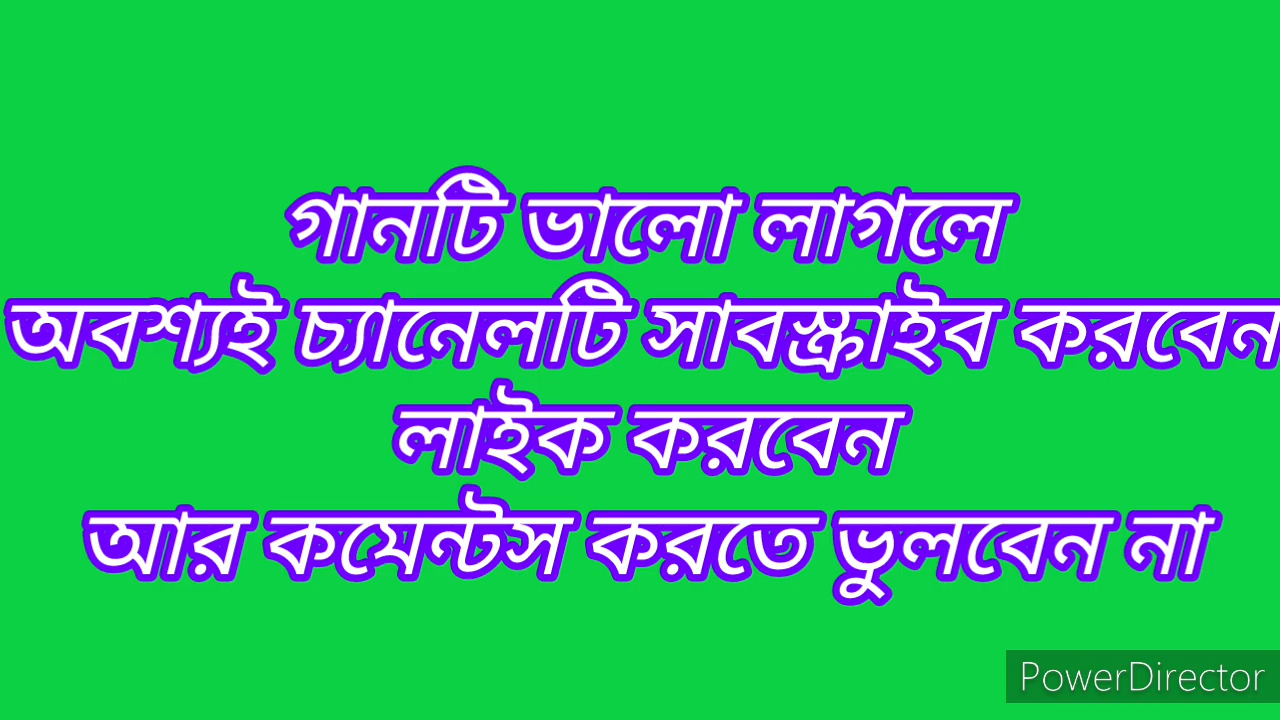 গানটি ভালো লাগলে
অবশ্যই চ্যানেলটি সাবস্ক্রাইব করবেন
লাইক করবেন
আর কমেন্টস করতে ভুলবেন না
PowerDirector